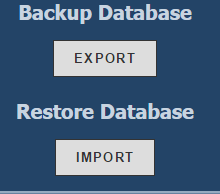 Backup Database
EXPORT
Restore Database
IMPORT